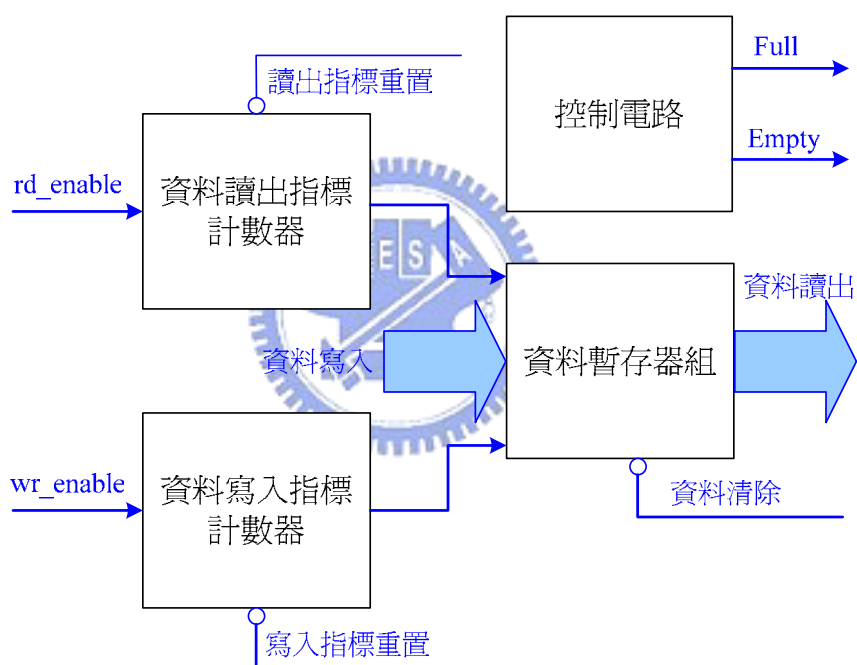 讀出指標重置
Full
控制電路
Empty
rd_enable
資料讀出指標
計數器
ESA
資料讀出
資料寫入
資料暫存器組
wr_enable
資料寫入指標
計數器
資料清除
寫入指標重置